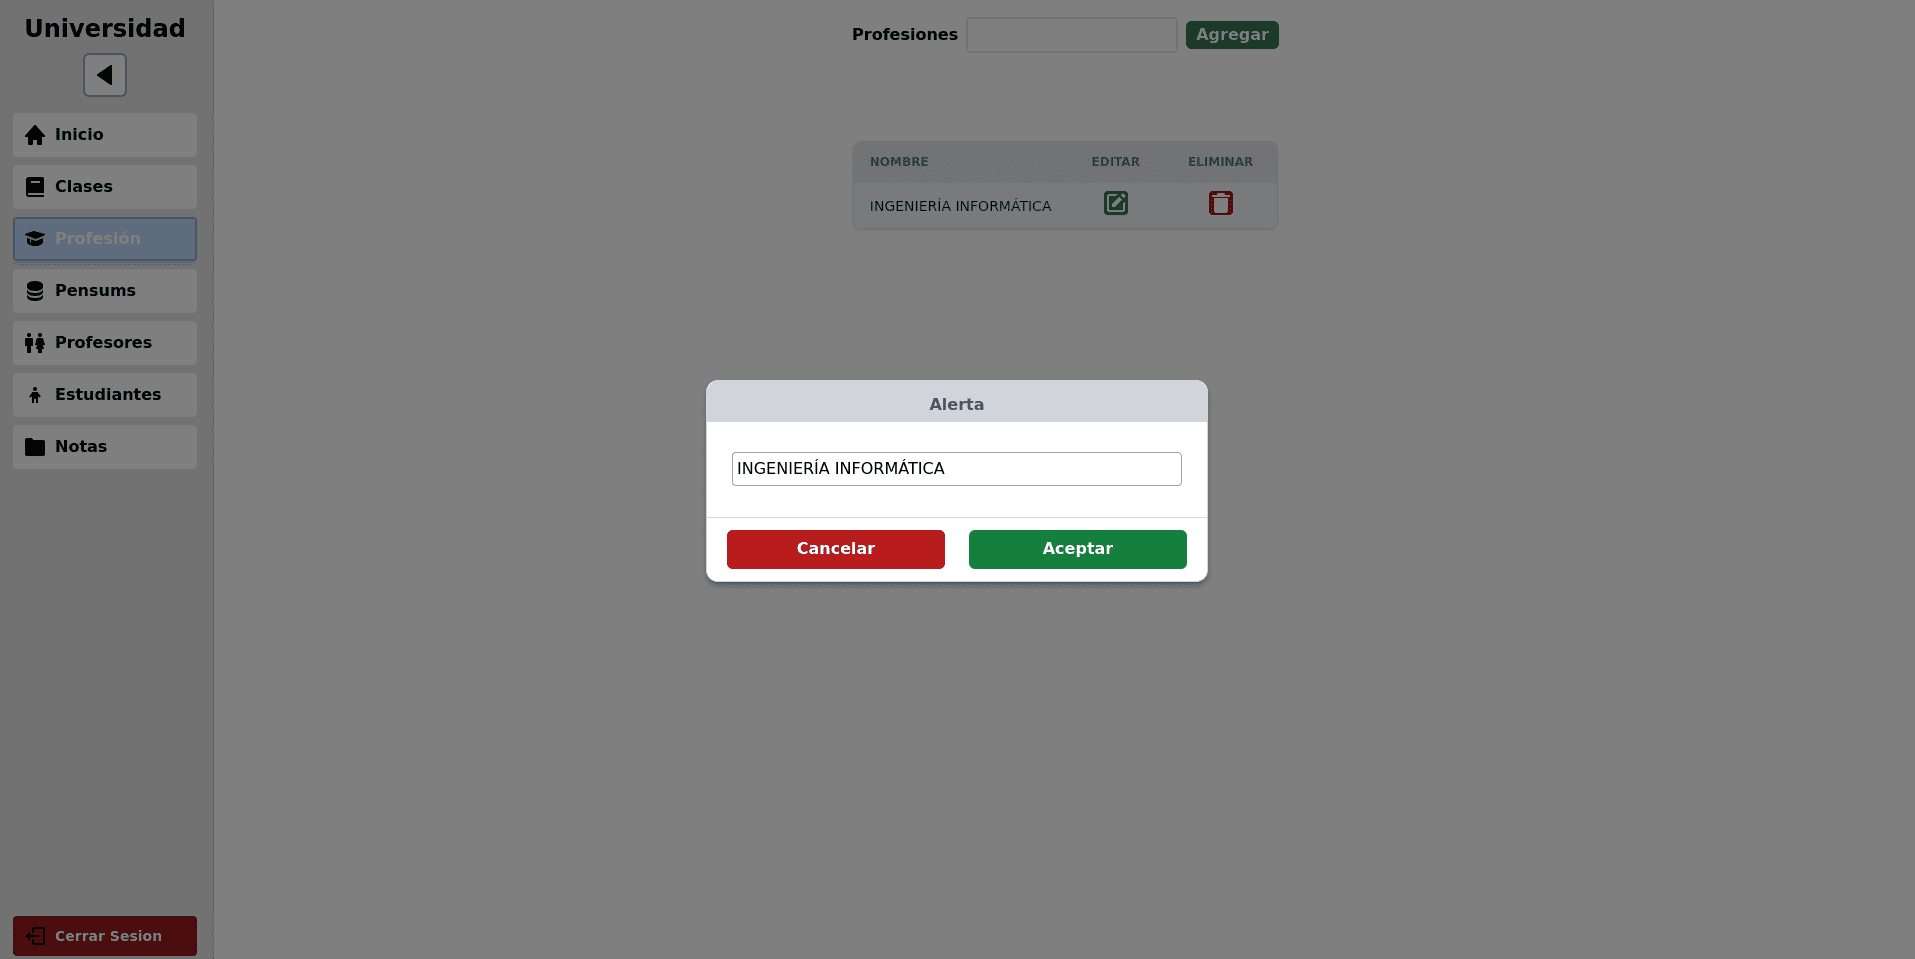 Universidad
Inicio
Clases
Profesión
Pensums
Profesores
Estudiantes
Notas
Cerrar Sesion
Profesiones Agregar
NOMBRE EDITAR ELIMINAR
INGENIERÍA INFORMÁTICA
Alerta
INGENIERÍA INFORMÁTICA
Cancelar Aceptar